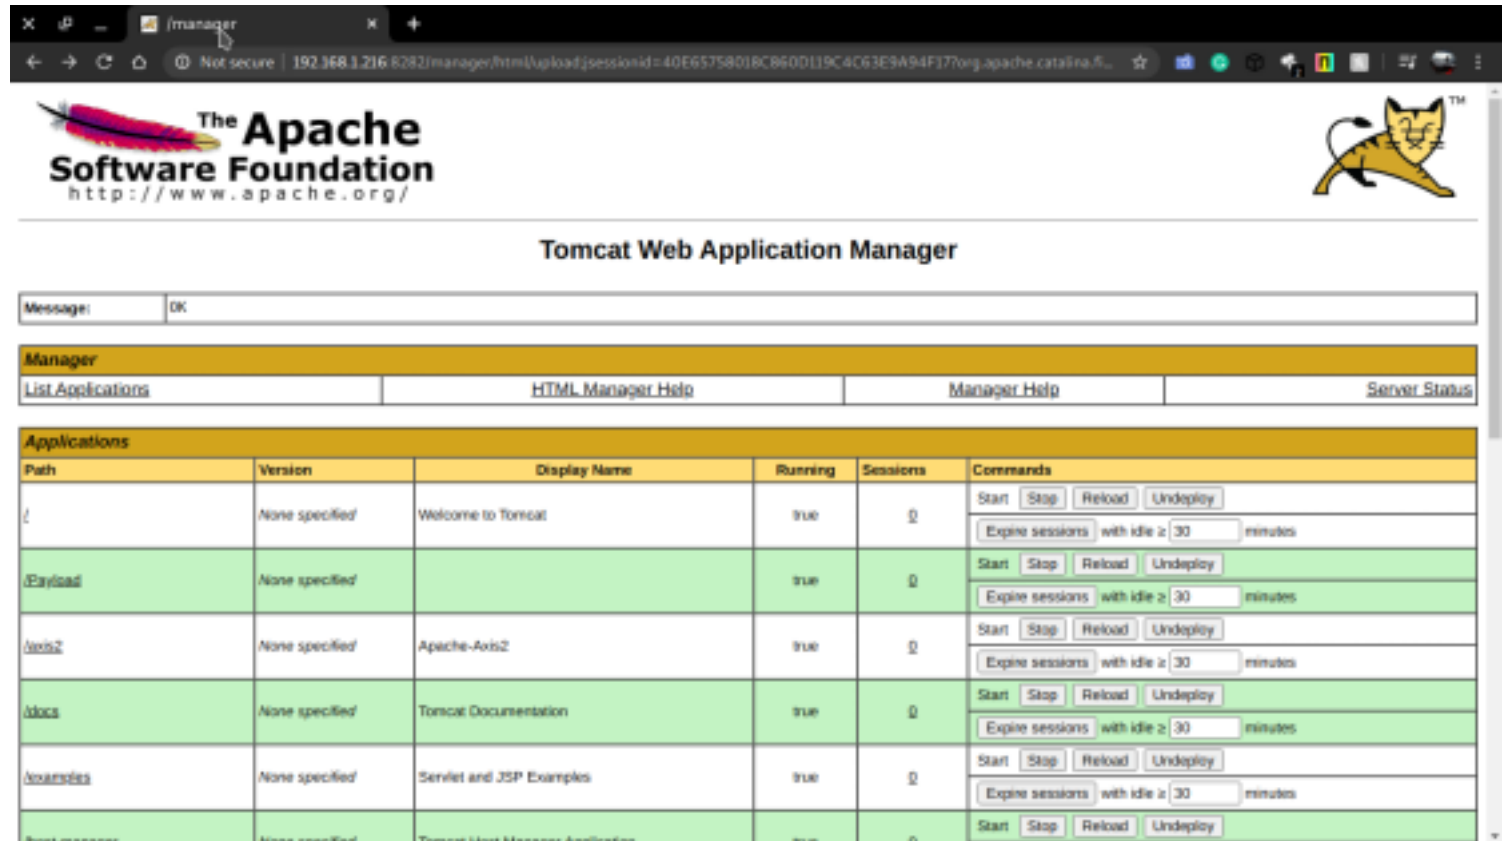 /manager
Not secure | 192.168.1.216:8282/manager/html/upload;jsessionid=
The Apache
Software Foundation
http://www.apache.org/
TM
Tomcat Web Application Manager
Message: OK
Manager
List Applications HTML Manager Help Manager Help Server Status
Applications
Path Version Display Name Running Sessions Commands
/ None specified Welcome to Tomcat true 0 Start Stop Reload Undeploy
Expire sessions with idle ≥ 30 minutes
/Payload None specified true 0 Start Stop Reload Undeploy
Expire sessions with idle ≥ 30 minutes
/axis2 None specified Apache-Axis2 true 0 Start Stop Reload Undeploy
Expire sessions with idle ≥ 30 minutes
/docs None specified Tomcat Documentation true 0 Start Stop Reload Undeploy
Expire sessions with idle ≥ 30 minutes
/examples None specified Servlet and JSP Examples true 0 Start Stop Reload Undeploy
Expire sessions with idle ≥ 30 minutes
Start Stop Reload Undeploy